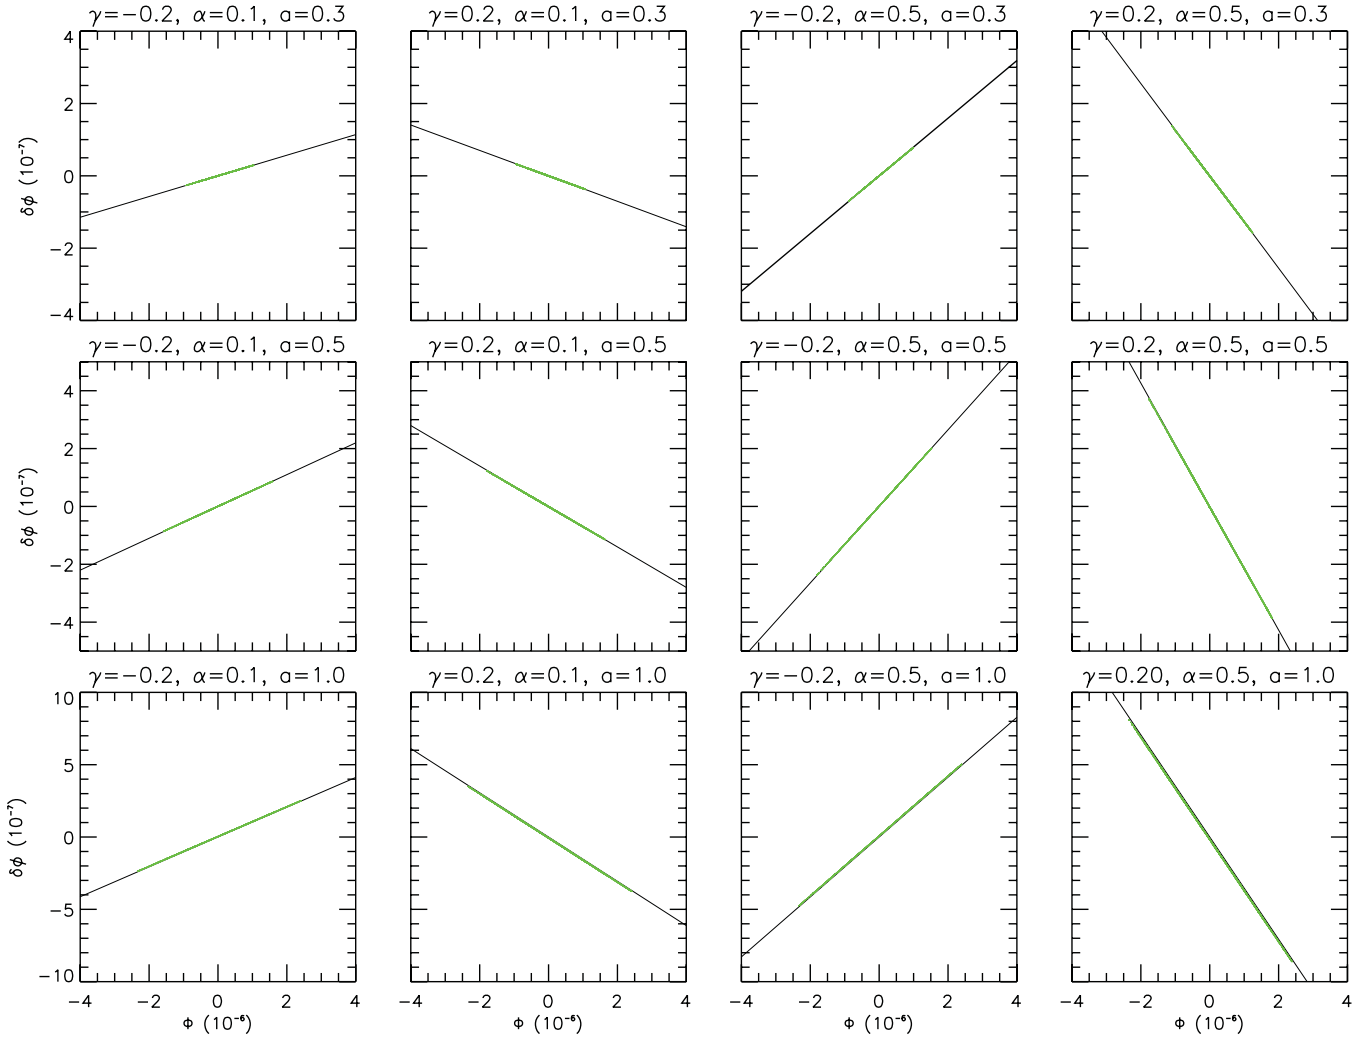 γ=−0.2, α=0.1, a=0.3
γ=0.2, α=0.1, a=0.3
γ=−0.2, α=0.5, a=0.3
γ=0.2, α=0.5, a=0.3
4
2
0
−2
−4
δϕ (10⁻⁷)
γ=−0.2, α=0.1, a=0.5
γ=0.2, α=0.1, a=0.5
γ=−0.2, α=0.5, a=0.5
γ=0.2, α=0.5, a=0.5
4
2
0
−2
−4
δϕ (10⁻⁷)
γ=−0.2, α=0.1, a=1.0
γ=0.2, α=0.1, a=1.0
γ=−0.2, α=0.5, a=1.0
γ=0.20, α=0.5, a=1.0
10
5
0
−5
−10
δϕ (10⁻⁷)
−4 −2 0 2 4
−4 −2 0 2 4
−4 −2 0 2 4
−4 −2 0 2 4
Φ (10⁻⁶)
Φ (10⁻⁶)
Φ (10⁻⁶)
Φ (10⁻⁶)